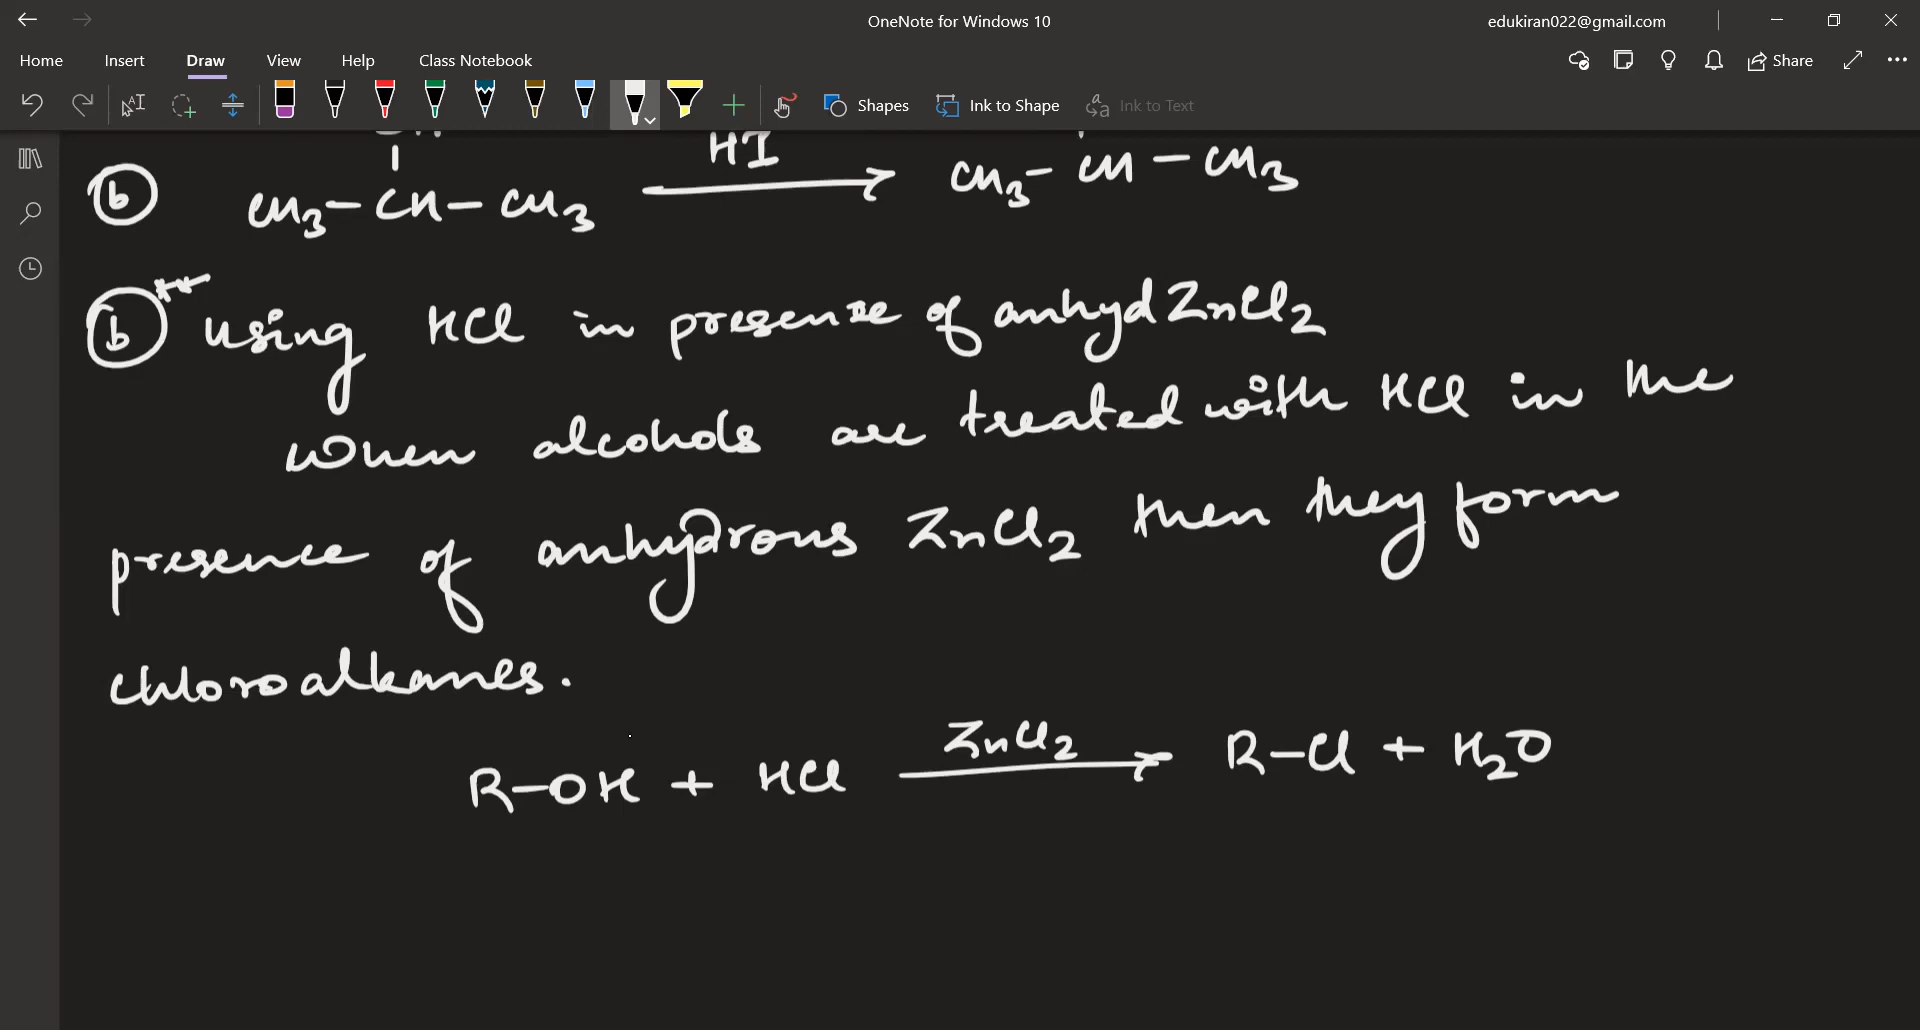 OneNote for Windows 10
edukiran022@gmail.com
Home Insert Draw View Help Class Notebook
Share
Shapes Ink to Shape Ink to Text
HI
b CH3-CH-CH3 → CH3-CH-CH3
b ** using HCl in presence of anhyd ZnCl2
when alcohols are treated with HCl in the
presence of anhydrous ZnCl2 then they form
chloroalkanes.
ZnCl2
R-OH + HCl → R-Cl + H2O